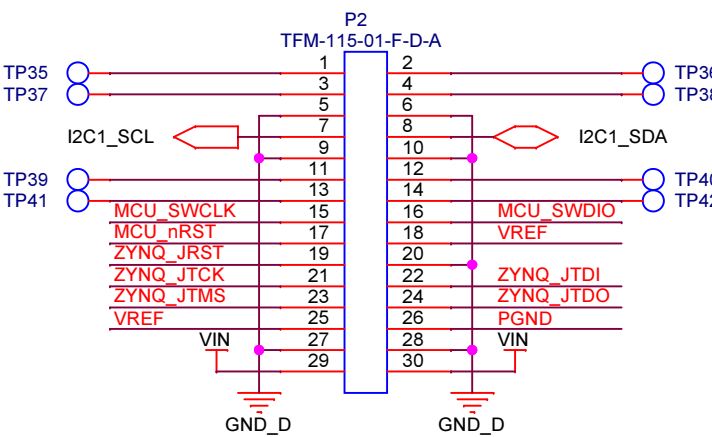 P2
TFM-115-01-F-D-A
TP35 1 2 TP36
TP37 3 4 TP38
5 6
I2C1_SCL 7 8 I2C1_SDA
9 10
TP39 11 12 TP40
TP41 13 14 TP42
MCU_SWCLK 15 16 MCU_SWDIO
MCU_nRST 17 18 VREF
ZYNQ_JRST 19 20
ZYNQ_JTCK 21 22 ZYNQ_JTDI
ZYNQ_JTMS 23 24 ZYNQ_JTDO
VREF 25 26 PGND
VIN 27 28 VIN
29 30
GND_D GND_D